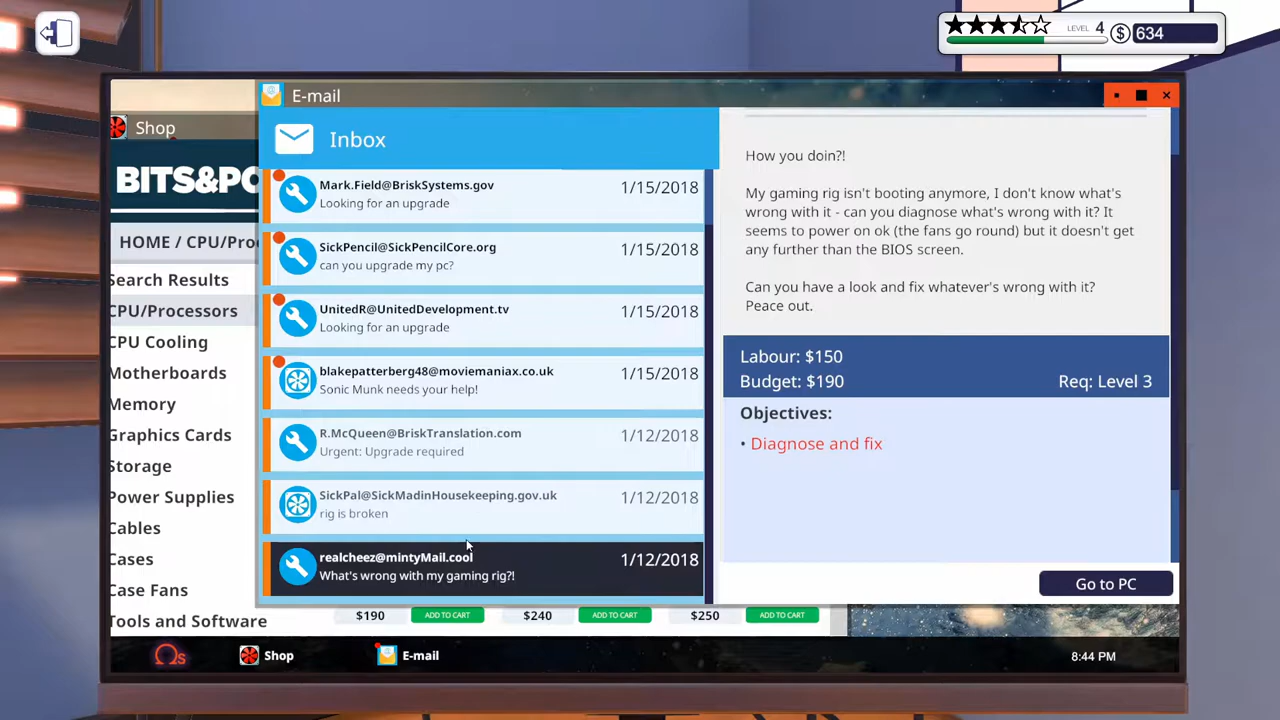 LEVEL 4
$ 634
E-mail
Shop
Inbox
BITS&PO
HOME / CPU/Pro
Search Results
CPU/Processors
CPU Cooling
Motherboards
Memory
Graphics Cards
Storage
Power Supplies
Cables
Cases
Case Fans
Tools and Software
Mark.Field@BriskSystems.gov 1/15/2018
Looking for an upgrade
SickPencil@SickPencilCore.org 1/15/2018
can you upgrade my pc?
UnitedR@UnitedDevelopment.tv 1/15/2018
Looking for an upgrade
blakepatterberg48@moviemaniax.co.uk 1/15/2018
Sonic Munk needs your help!
R.McQueen@BriskTranslation.com 1/12/2018
Urgent: Upgrade required
SickPal@SickMadinHousekeeping.gov.uk 1/12/2018
rig is broken
realcheez@mintyMail.cool 1/12/2018
What's wrong with my gaming rig?!
How you doin?!
My gaming rig isn't booting anymore, I don't know what's
wrong with it - can you diagnose what's wrong with it? It
seems to power on ok (the fans go round) but it doesn't get
any further than the BIOS screen.
Can you have a look and fix whatever's wrong with it?
Peace out.
Labour: $150
Budget: $190 Req: Level 3
Objectives:
• Diagnose and fix
Go to PC
$190 ADD TO CART $240 ADD TO CART $250 ADD TO CART
Ωs Shop E-mail 8:44 PM